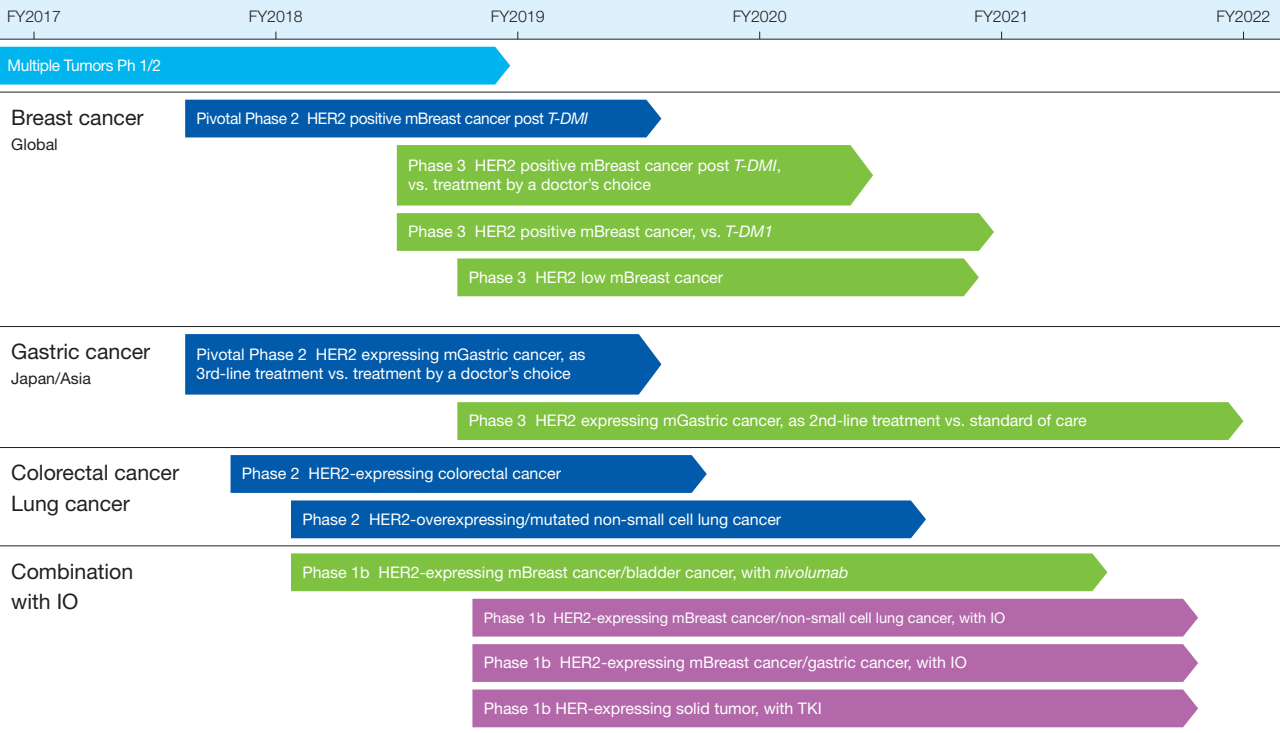 FY2017 FY2018 FY2019 FY2020 FY2021 FY2022
Multiple Tumors Ph 1/2
Breast cancer
Global
Pivotal Phase 2 HER2 positive mBreast cancer post T-DMI
Phase 3 HER2 positive mBreast cancer post T-DMI,
vs. treatment by a doctor’s choice
Phase 3 HER2 positive mBreast cancer, vs. T-DM1
Phase 3 HER2 low mBreast cancer
Gastric cancer
Japan/Asia
Pivotal Phase 2 HER2 expressing mGastric cancer, as
3rd-line treatment vs. treatment by a doctor’s choice
Phase 3 HER2 expressing mGastric cancer, as 2nd-line treatment vs. standard of care
Colorectal cancer
Lung cancer
Phase 2 HER2-expressing colorectal cancer
Phase 2 HER2-overexpressing/mutated non-small cell lung cancer
Combination
with IO
Phase 1b HER2-expressing mBreast cancer/bladder cancer, with nivolumab
Phase 1b HER2-expressing mBreast cancer/non-small cell lung cancer, with IO
Phase 1b HER2-expressing mBreast cancer/gastric cancer, with IO
Phase 1b HER-expressing solid tumor, with TKI